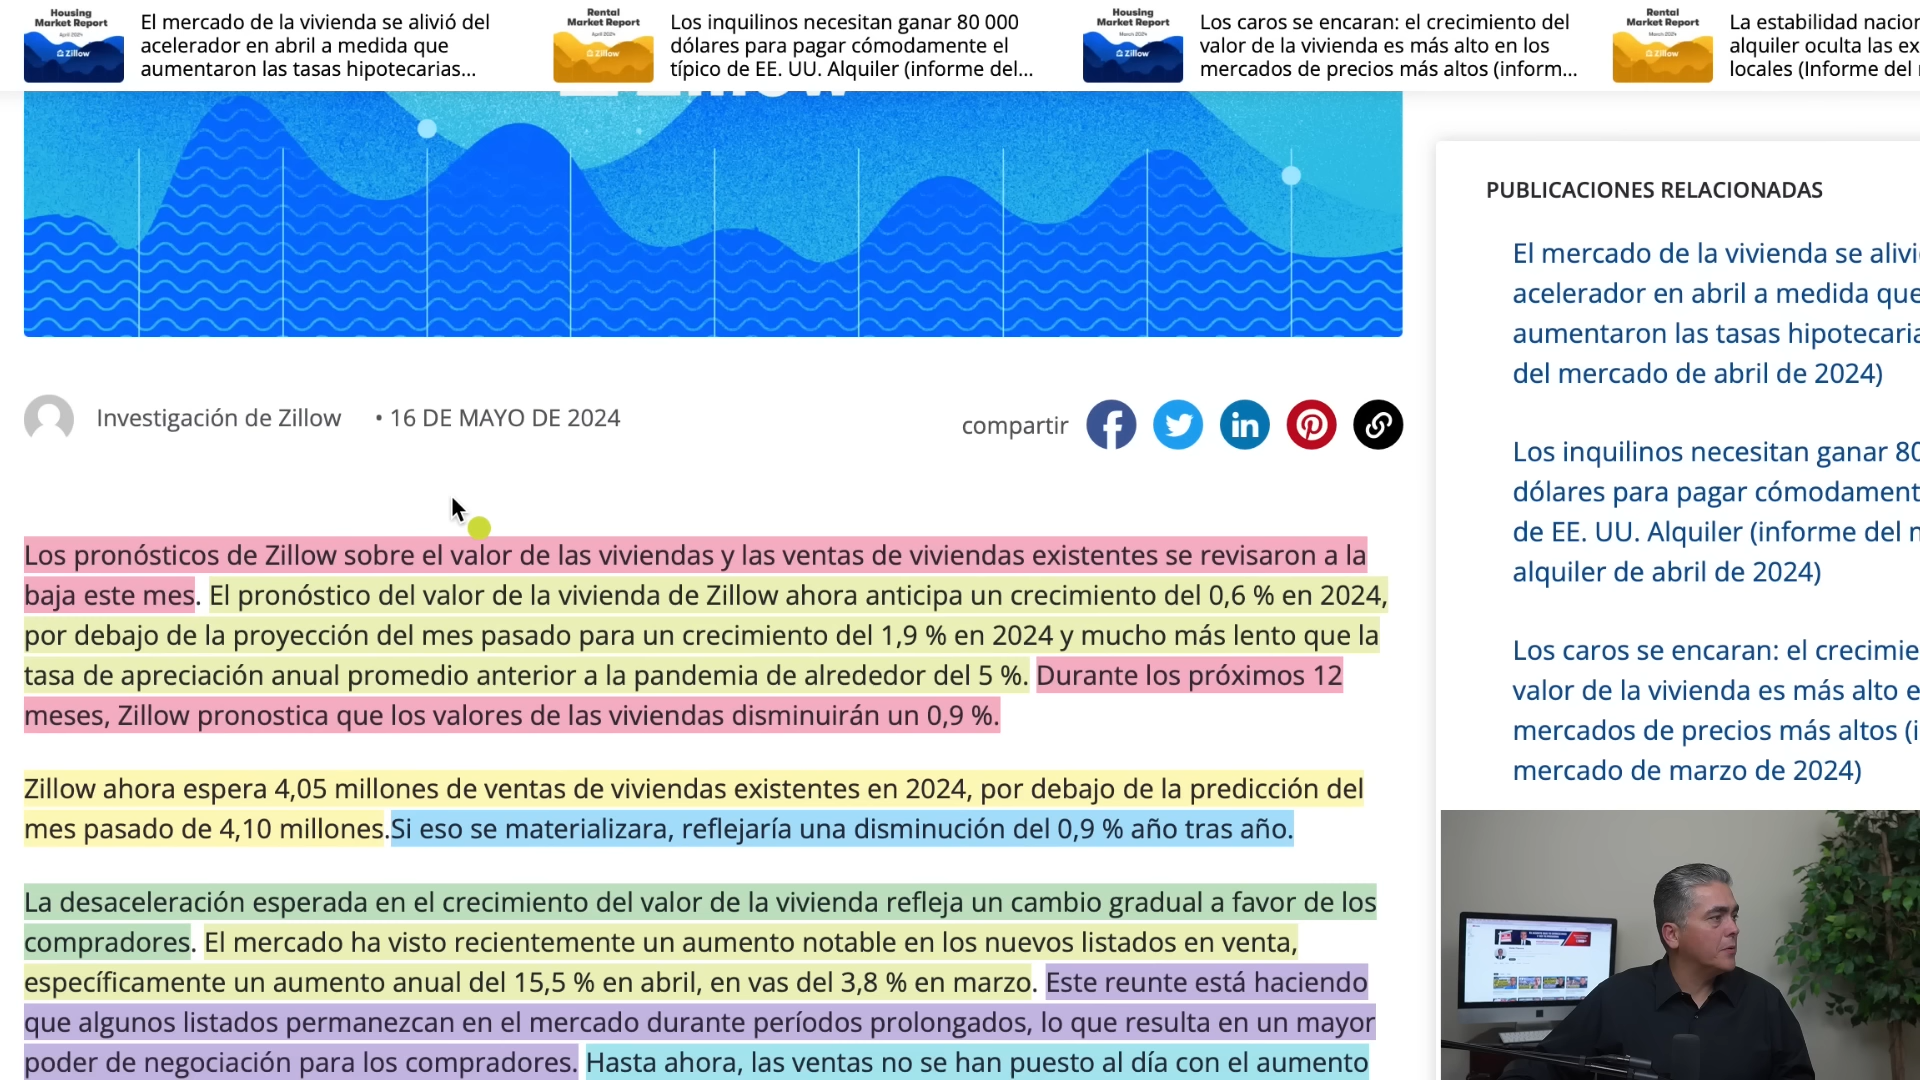 Housing
Market Report
April 2024
Zillow
El mercado de la vivienda se alivió del
acelerador en abril a medida que
aumentaron las tasas hipotecarias...
Rental
Market Report
April 2024
Zillow
Los inquilinos necesitan ganar 80 000
dólares para pagar cómodamente el
típico de EE. UU. Alquiler (informe del...
Housing
Market Report
March 2024
Zillow
Los caros se encaran: el crecimiento del
valor de la vivienda es más alto en los
mercados de precios más altos (inform...
Rental
Market Report
March 2024
Zillow
La estabilidad nacion
alquiler oculta las ex
locales (Informe del
Investigación de Zillow • 16 DE MAYO DE 2024
compartir
Los pronósticos de Zillow sobre el valor de las viviendas y las ventas de viviendas existentes se revisaron a la
baja este mes. El pronóstico del valor de la vivienda de Zillow ahora anticipa un crecimiento del 0,6 % en 2024,
por debajo de la proyección del mes pasado para un crecimiento del 1,9 % en 2024 y mucho más lento que la
tasa de apreciación anual promedio anterior a la pandemia de alrededor del 5 %. Durante los próximos 12
meses, Zillow pronostica que los valores de las viviendas disminuirán un 0,9 %.
Zillow ahora espera 4,05 millones de ventas de viviendas existentes en 2024, por debajo de la predicción del
mes pasado de 4,10 millones.Si eso se materializara, reflejaría una disminución del 0,9 % año tras año.
La desaceleración esperada en el crecimiento del valor de la vivienda refleja un cambio gradual a favor de los
compradores. El mercado ha visto recientemente un aumento notable en los nuevos listados en venta,
específicamente un aumento anual del 15,5 % en abril, en vas del 3,8 % en marzo. Este reunte está haciendo
que algunos listados permanezcan en el mercado durante períodos prolongados, lo que resulta en un mayor
poder de negociación para los compradores. Hasta ahora, las ventas no se han puesto al día con el aumento
PUBLICACIONES RELACIONADAS
El mercado de la vivienda se alivi
acelerador en abril a medida que
aumentaron las tasas hipotecaria
del mercado de abril de 2024)
Los inquilinos necesitan ganar 80
dólares para pagar cómodament
de EE. UU. Alquiler (informe del
alquiler de abril de 2024)
Los caros se encaran: el crecimie
valor de la vivienda es más alto e
mercados de precios más altos (i
mercado de marzo de 2024)